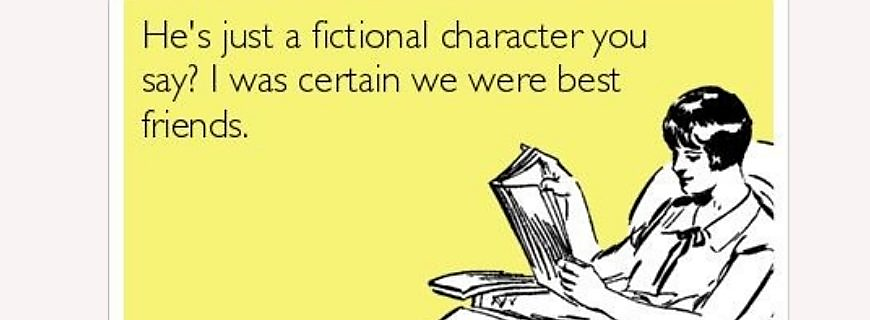 He's just a fictional character you
say? I was certain we were best
friends.